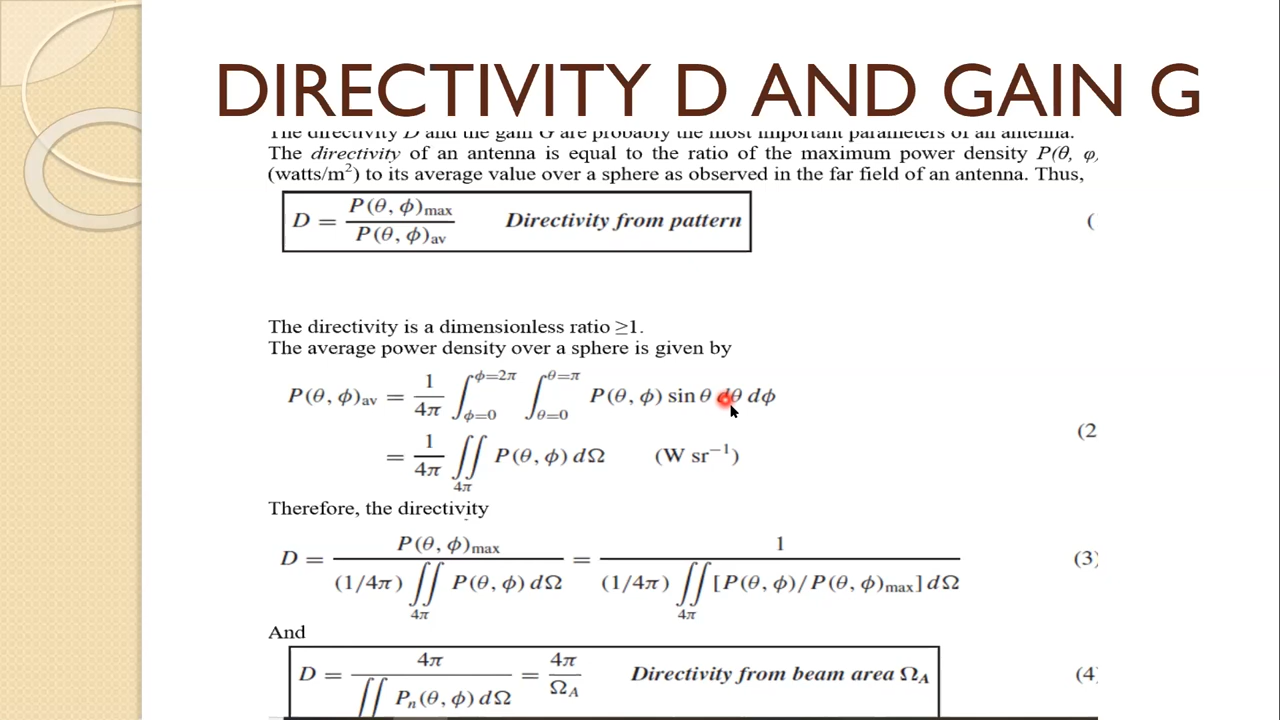 DIRECTIVITY D AND GAIN G
The directivity D and the gain G are probably the most important parameters of an antenna.
The directivity of an antenna is equal to the ratio of the maximum power density P(θ, φ)
(watts/m²) to its average value over a sphere as observed in the far field of an antenna. Thus,
D = P(θ, ϕ)max / P(θ, ϕ)av Directivity from pattern (
The directivity is a dimensionless ratio ≥1.
The average power density over a sphere is given by
P(θ, ϕ)av = 1/4π ∫ϕ=0^ϕ=2π ∫θ=0^θ=π P(θ, ϕ) sin θ dθ dϕ
= 1/4π ∬4π P(θ, ϕ) dΩ (W sr⁻¹) (2
Therefore, the directivity
D = P(θ, ϕ)max / (1/4π) ∬4π P(θ, ϕ) dΩ = 1 / (1/4π) ∬4π [P(θ, ϕ)/P(θ, ϕ)max] dΩ (3)
And
D = 4π / ∬ Pn(θ, ϕ) dΩ = 4π / ΩA Directivity from beam area ΩA (4)